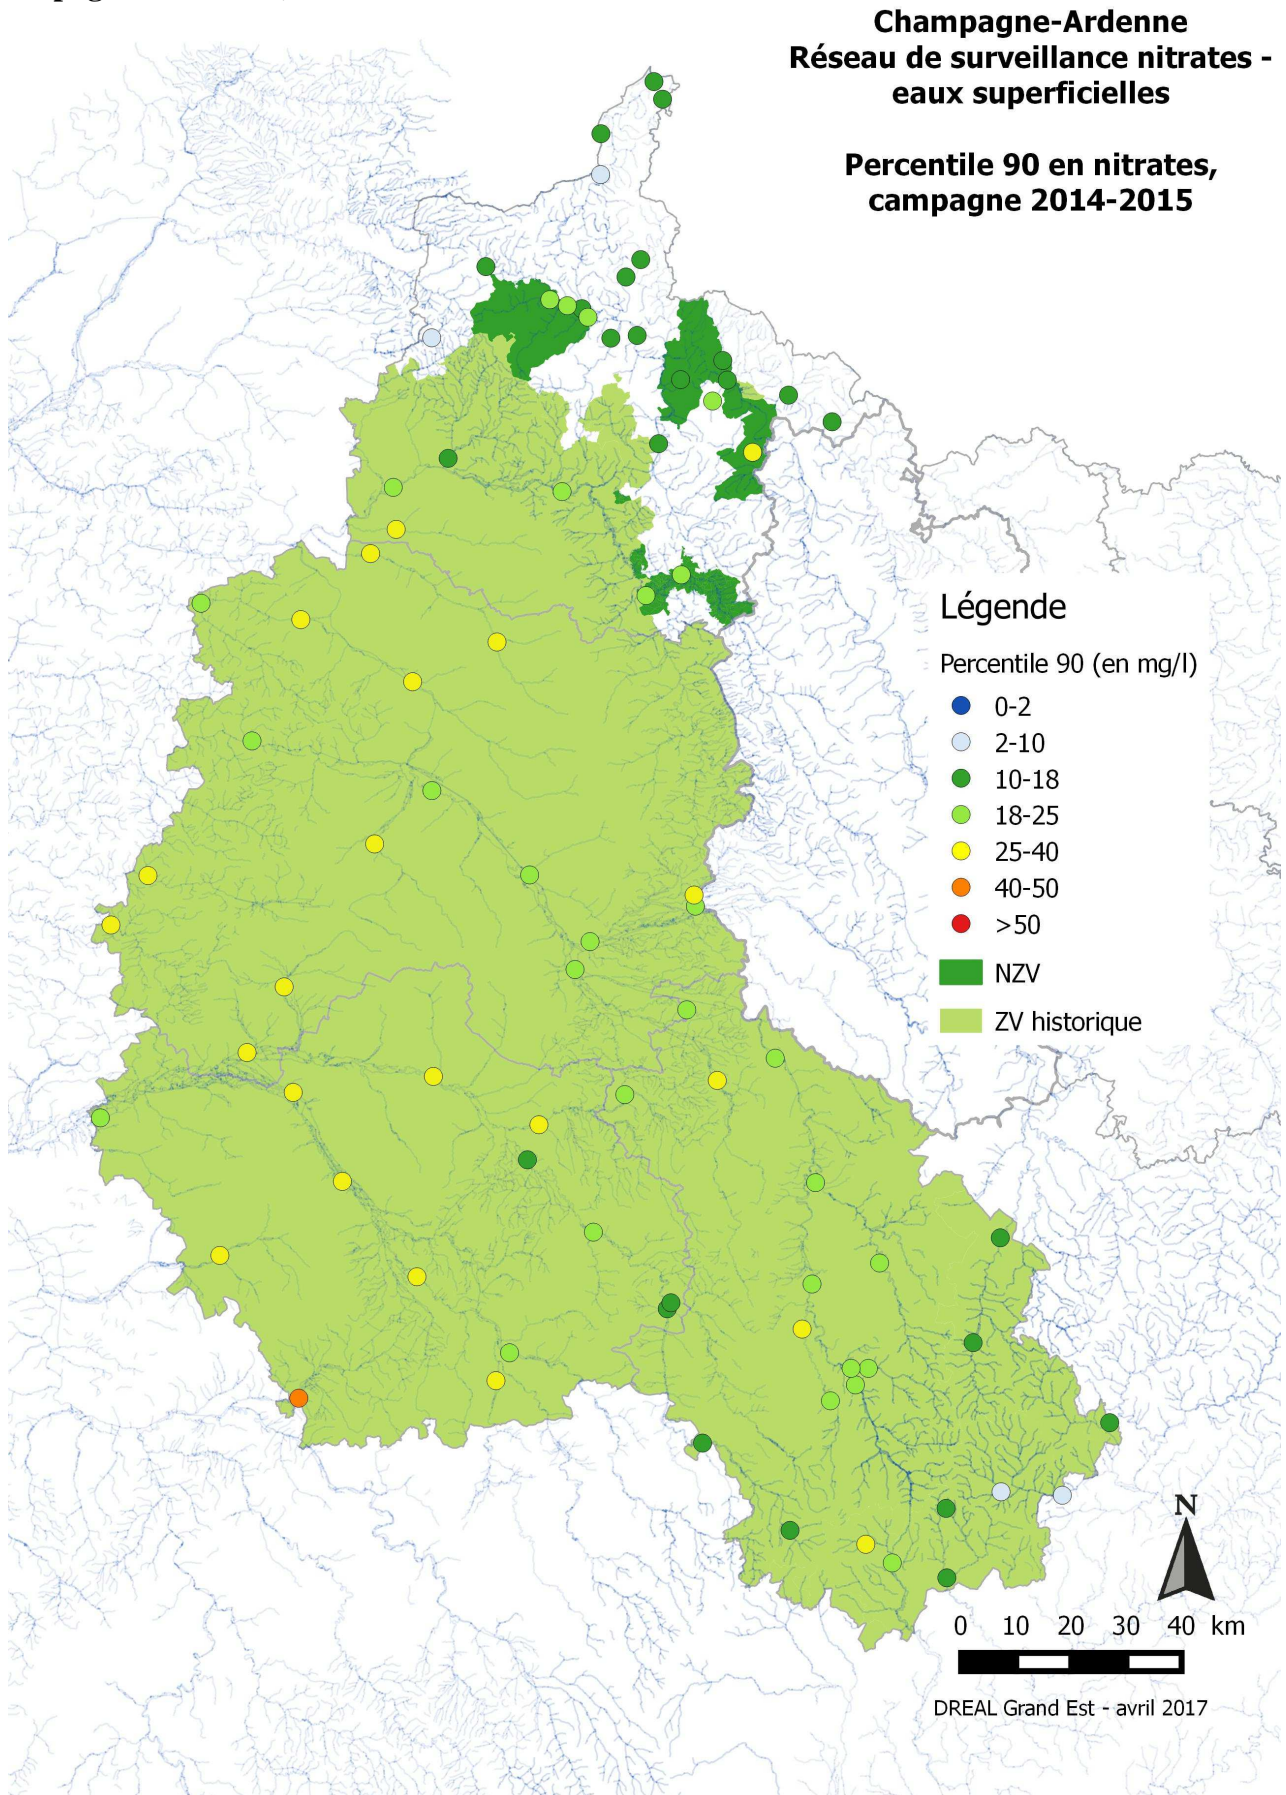 Champagne-Ardenne
Réseau de surveillance nitrates -
eaux superficielles
Percentile 90 en nitrates,
campagne 2014-2015
Légende
Percentile 90 (en mg/l)
0-2
2-10
10-18
18-25
25-40
40-50
>50
NZV
ZV historique
N
0 10 20 30 40 km
DREAL Grand Est - avril 2017